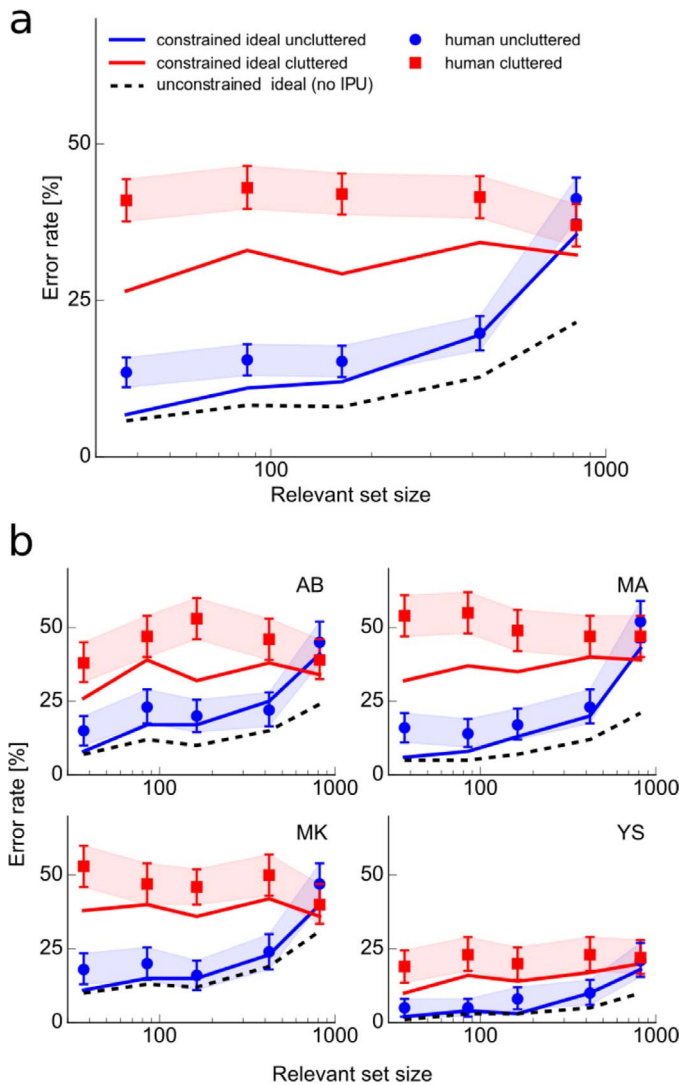 a
constrained ideal uncluttered
human uncluttered
constrained ideal cluttered
human cluttered
unconstrained ideal (no IPU)
50
25
0
Error rate [%]
100
1000
Relevant set size
b
AB
MA
50
25
0
100
1000
100
1000
Error rate [%]
MK
YS
50
25
0
100
1000
100
1000
Relevant set size